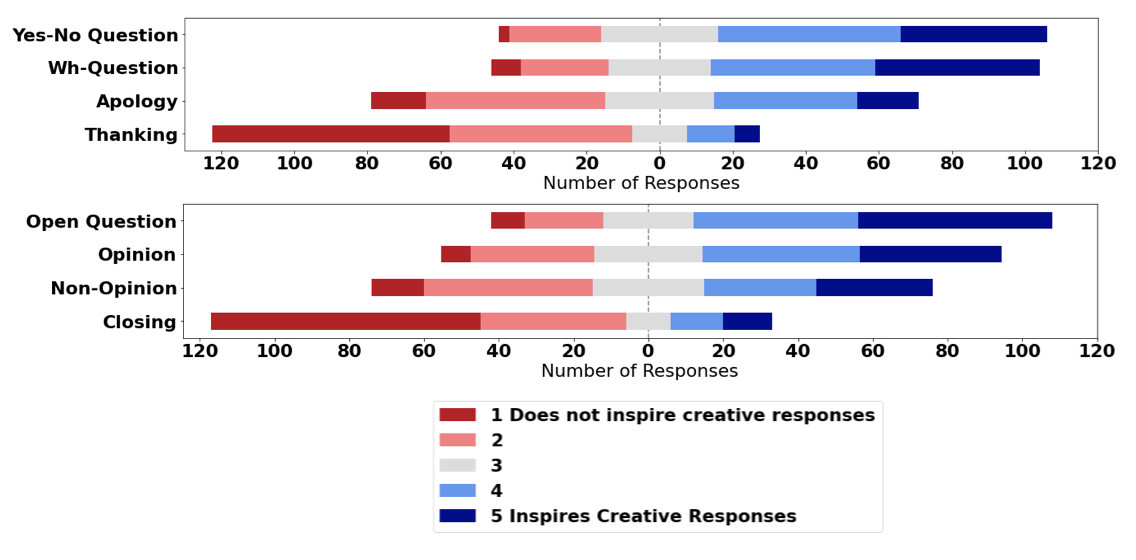 Yes-No Question
Wh-Question
Apology
Thanking
120 100 80 60 40 20 0 20 40 60 80 100 120
Number of Responses
Open Question
Opinion
Non-Opinion
Closing
120 100 80 60 40 20 0 20 40 60 80 100 120
Number of Responses
1 Does not inspire creative responses
2
3
4
5 Inspires Creative Responses